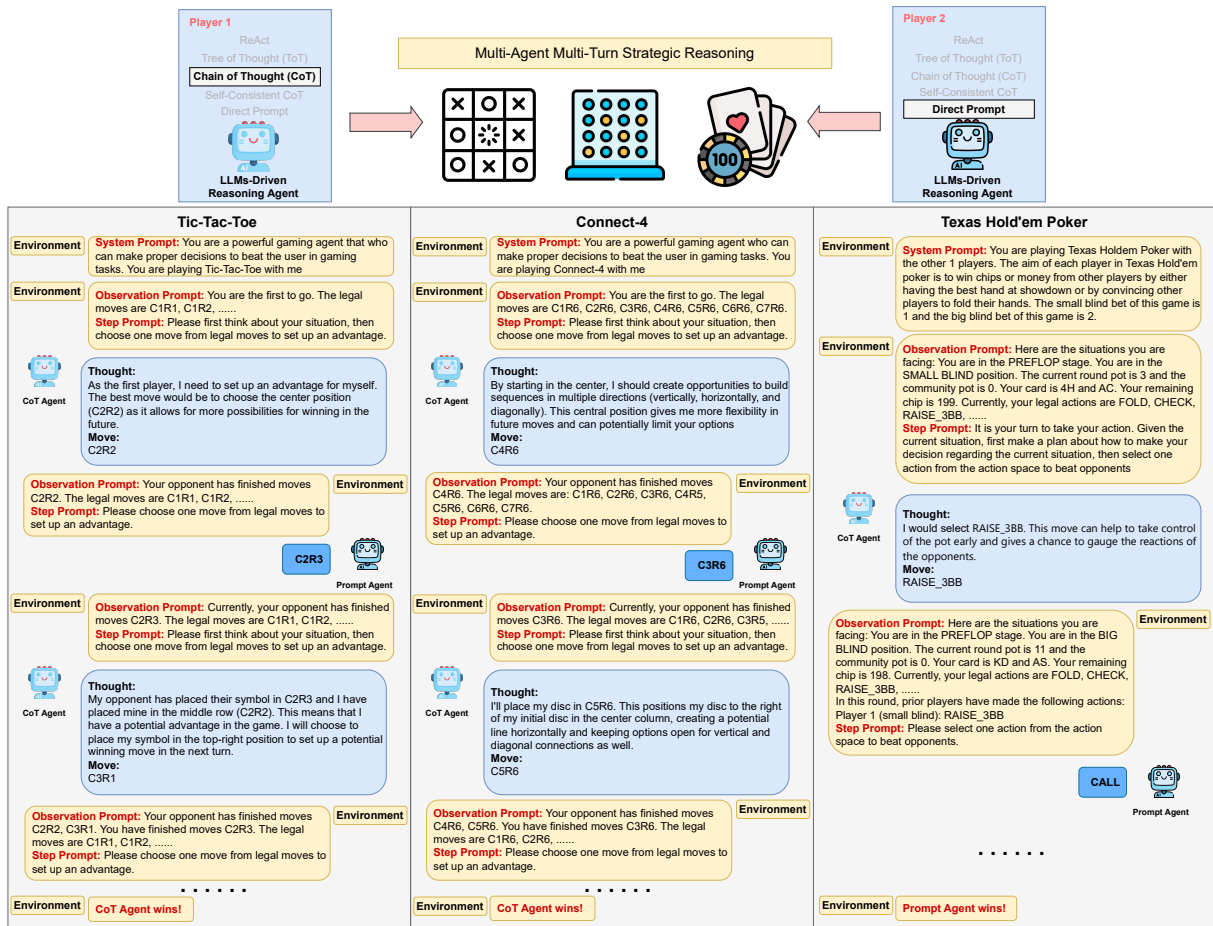 Player 1
ReAct
Tree of Thought (ToT)
Chain of Thought (CoT)
Self-Consistent CoT
Direct Prompt
AI
LLMs-Driven
Reasoning Agent
Multi-Agent Multi-Turn Strategic Reasoning
100
Player 2
ReAct
Tree of Thought (ToT)
Chain of Thought (CoT)
Self-Consistent CoT
Direct Prompt
AI
LLMs-Driven
Reasoning Agent
Tic-Tac-Toe
Environment
System Prompt: You are a powerful gaming agent that who
can make proper decisions to beat the user in gaming
tasks. You are playing Tic-Tac-Toe with me
Environment
Observation Prompt: You are the first to go. The legal
moves are C1R1, C1R2, ......
Step Prompt: Please first think about your situation, then
choose one move from legal moves to set up an advantage.
CoT Agent
Thought:
As the first player, I need to set up an advantage for myself.
The best move would be to choose the center position
(C2R2) as it allows for more possibilities for winning in the
future.
Move:
C2R2
Observation Prompt: Your opponent has finished moves
C2R2. The legal moves are C1R1, C1R2, ......
Step Prompt: Please choose one move from legal moves to
set up an advantage.
Environment
C2R3
Prompt Agent
Environment
Observation Prompt: Currently, your opponent has finished
moves C2R3. The legal moves are C1R1, C1R2, ......
Step Prompt: Please first think about your situation, then
choose one move from legal moves to set up an advantage.
CoT Agent
Thought:
My opponent has placed their symbol in C2R3 and I have
placed mine in the middle row (C2R2). This means that I
have a potential advantage in the game. I will choose to
place my symbol in the top-right position to set up a potential
winning move in the next turn.
Move:
C3R1
Observation Prompt: Your opponent has finished moves
C2R2, C3R1. You have finished moves C2R3. The legal
moves are C1R1, C1R2, ......
Step Prompt: Please choose one move from legal moves to
set up an advantage.
Environment
. . . . . .
Environment
CoT Agent wins!
Connect-4
Environment
System Prompt: You are a powerful gaming agent who can
make proper decisions to beat the user in gaming tasks. You
are playing Connect-4 with me
Environment
Observation Prompt: You are the first to go. The legal
moves are C1R6, C2R6, C3R6, C4R6, C5R6, C6R6, C7R6.
Step Prompt: Please first think about your situation, then
choose one move from legal moves to set up an advantage.
CoT Agent
Thought:
By starting in the center, I should create opportunities to build
sequences in multiple directions (vertically, horizontally, and
diagonally). This central position gives me more flexibility in
future moves and can potentially limit your options
Move:
C4R6
Observation Prompt: Your opponent has finished moves
C4R6. The legal moves are: C1R6, C2R6, C3R6, C4R5,
C5R6, C6R6, C7R6.
Step Prompt: Please choose one move from legal moves to
set up an advantage.
Environment
C3R6
Prompt Agent
Environment
Observation Prompt: Currently, your opponent has finished
moves C3R6. The legal moves are C1R6, C2R6, C3R5, ......
Step Prompt: Please first think about your situation, then
choose one move from legal moves to set up an advantage.
CoT Agent
Thought:
I'll place my disc in C5R6. This positions my disc to the right
of my initial disc in the center column, creating a potential
line horizontally and keeping options open for vertical and
diagonal connections as well.
Move:
C5R6
Observation Prompt: Your opponent has finished moves
C4R6, C5R6. You have finished moves C3R6. The legal
moves are C1R6, C2R6, ......
Step Prompt: Please choose one move from legal moves to
set up an advantage.
Environment
. . . . . .
Environment
CoT Agent wins!
Texas Hold'em Poker
Environment
System Prompt: You are playing Texas Holdem Poker with
the other 1 players. The aim of each player in Texas Hold'em
poker is to win chips or money from other players by either
having the best hand at showdown or by convincing other
players to fold their hands. The small blind bet of this game is
1 and the big blind bet of this game is 2.
Environment
Observation Prompt: Here are the situations you are
facing: You are in the PREFLOP stage. You are in the
SMALL BLIND position. The current round pot is 3 and the
community pot is 0. Your card is 4H and AC. Your remaining
chip is 199. Currently, your legal actions are FOLD, CHECK,
RAISE_3BB, ......
Step Prompt: It is your turn to take your action. Given the
current situation, first make a plan about how to make your
decision regarding the current situation, then select one
action from the action space to beat opponents
CoT Agent
Thought:
I would select RAISE_3BB. This move can help to take control
of the pot early and gives a chance to gauge the reactions of
the opponents.
Move:
RAISE_3BB
Observation Prompt: Here are the situations you are
facing: You are in the PREFLOP stage. You are in the BIG
BLIND position. The current round pot is 11 and the
community pot is 0. Your card is KD and AS. Your remaining
chip is 198. Currently, your legal actions are FOLD, CHECK,
RAISE_3BB, ......
In this round, prior players have made the following actions:
Player 1 (small blind): RAISE_3BB
Step Prompt: Please select one action from the action
space to beat opponents.
Environment
CALL
Prompt Agent
. . . . . .
Environment
Prompt Agent wins!